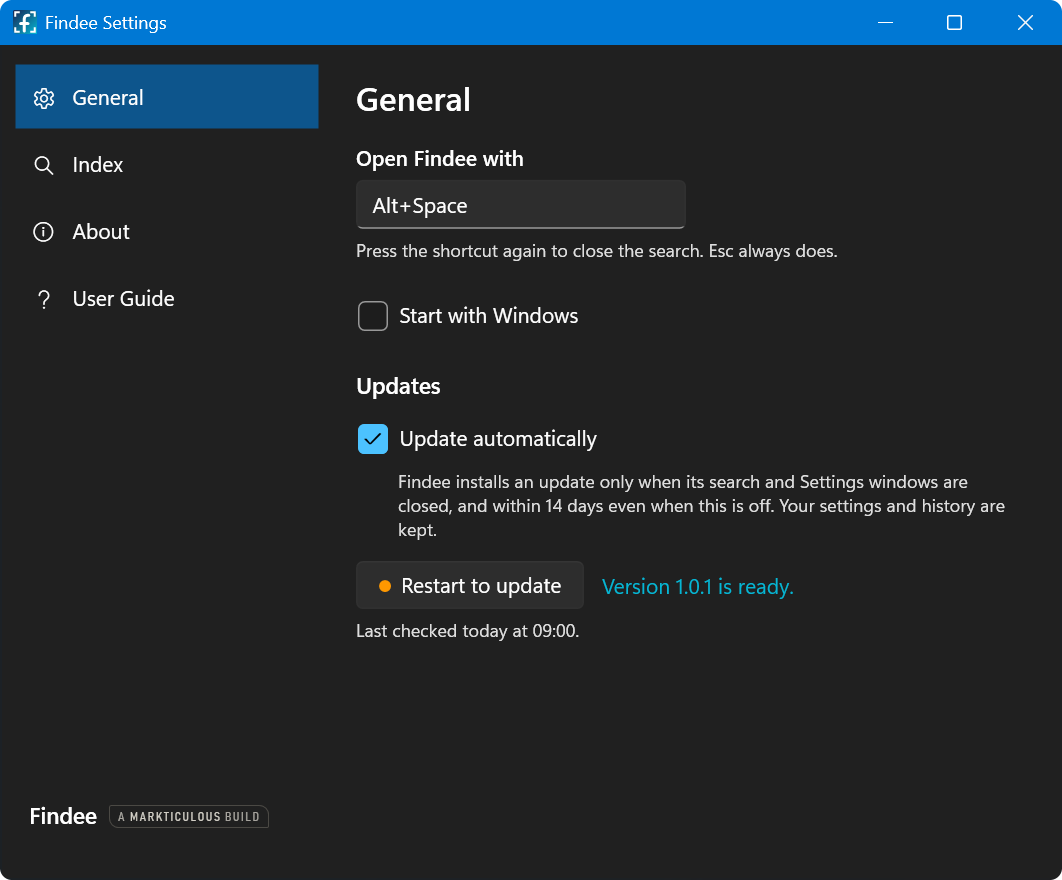 Findee Settings
General
Index
About
User Guide
General
Open Findee with
Alt+Space
Press the shortcut again to close the search. Esc always does.
Start with Windows
Updates
Update automatically
Findee installs an update only when its search and Settings windows are
closed, and within 14 days even when this is off. Your settings and history are
kept.
Restart to update
Version 1.0.1 is ready.
Last checked today at 09:00.
Findee
A MARKTICULOUS BUILD